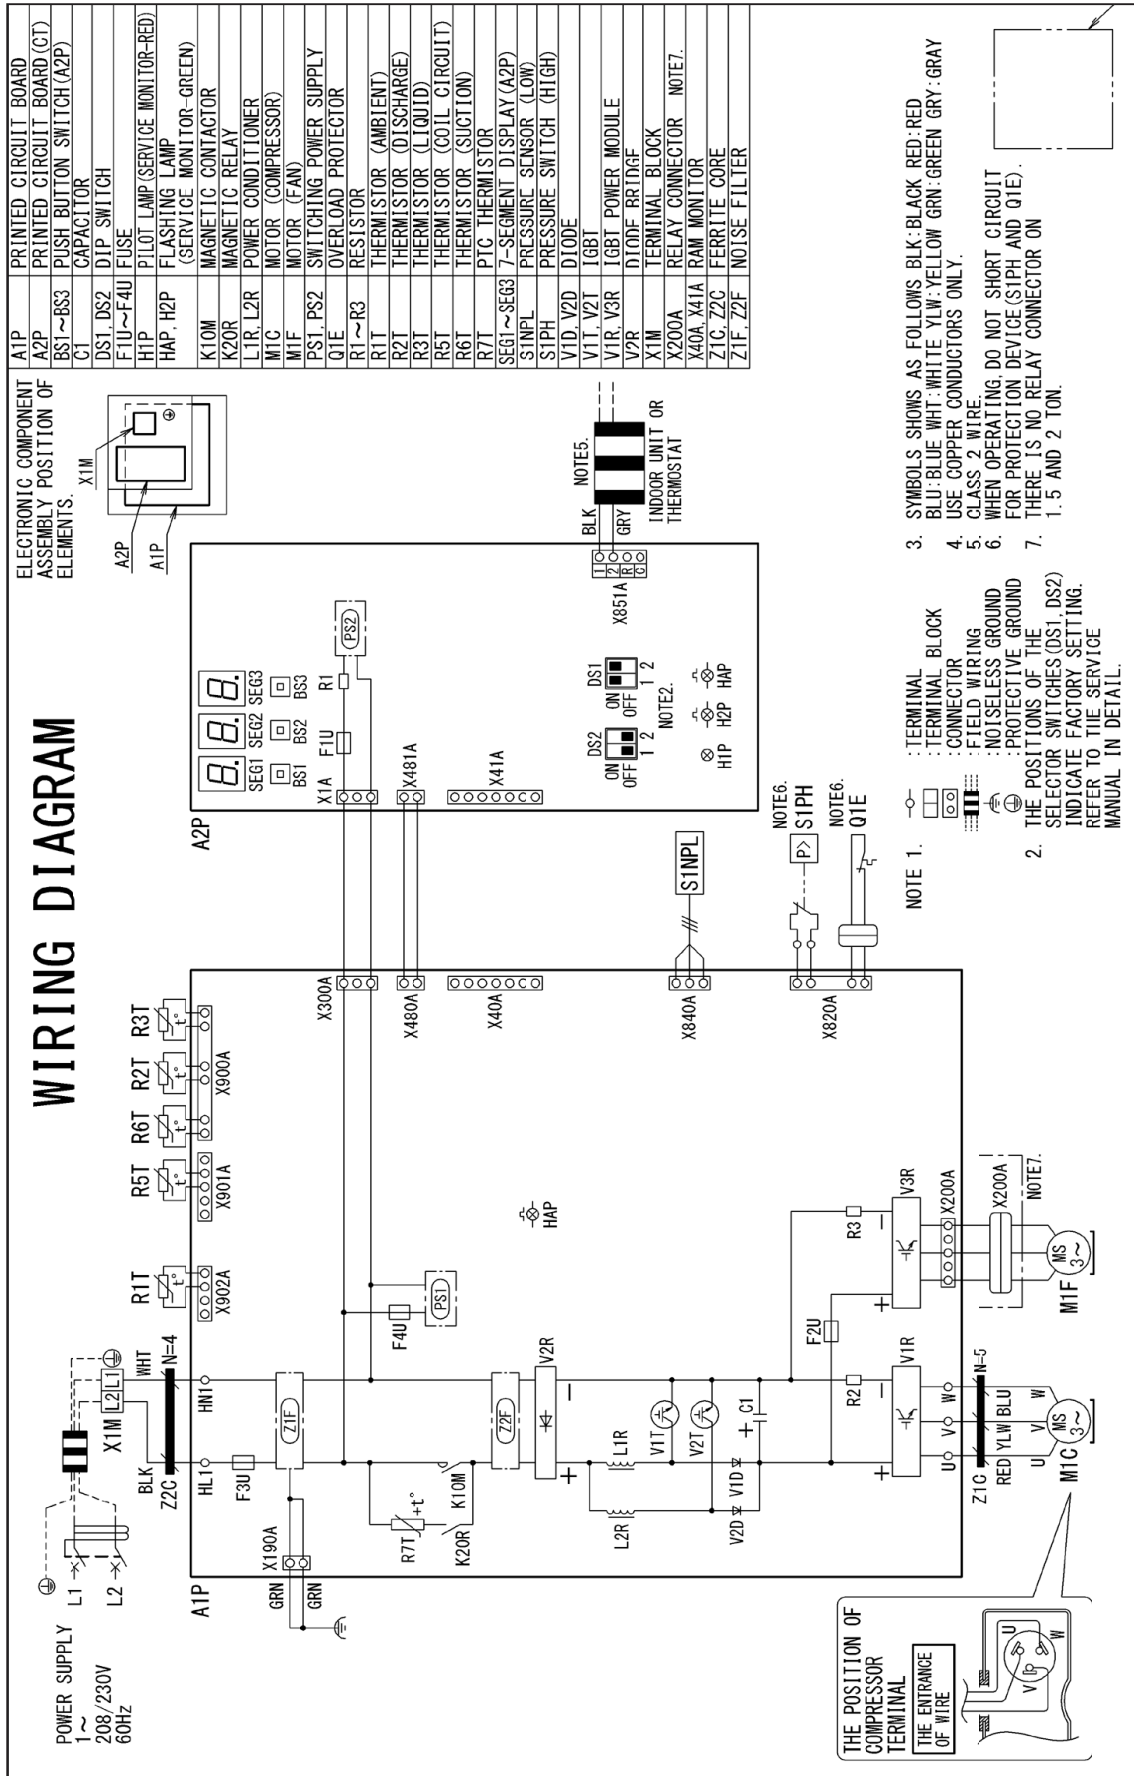 WIRING DIAGRAM
POWER SUPPLY
1~
208/230V
60Hz
L1
L2
X1M
L2 L1
BLK
WHT
Z2C
N=4
HL1
HN1
A1P
F3U
Z1F
X190A
GRN
GRN
R7T
+t°
K10M
K20R
Z2F
V2R
+
-
L1R
L2R
V1T
V2T
V1D
V2D
+
C1
R2
V1R
+
-
U
V
W
Z1C
N=5
RED
YLW
BLU
U
V
W
MS
3~
M1C
F2U
R3
V3R
+
-
X200A
X200A
NOTE7.
MS
3~
M1F
F4U
PS1
HAP
R1T
t°
X902A
R5T
t°
X901A
R6T
t°
R2T
t°
R3T
t°
X900A
X300A
X480A
X40A
X840A
X820A
S1NPL
NOTE6.
S1PH
P>
NOTE6.
Q1E
A2P
X1A
X481A
X41A
SEG1
SEG2
SEG3
BS1
BS2
BS3
F1U
R1
PS2
DS2
ON
OFF
1 2
DS1
ON
OFF
1 2
NOTE2.
H1P
H2P
HAP
X851A
1
2
R
C
BLK
GRY
NOTE5.
INDOOR UNIT OR
THERMOSTAT
ELECTRONIC COMPONENT
ASSEMBLY POSITION OF
ELEMENTS.
X1M
A2P
A1P
A1P PRINTED CIRCUIT BOARD
A2P PRINTED CIRCUIT BOARD(CT)
BS1~BS3 PUSH BUTTON SWITCH(A2P)
C1 CAPACITOR
DS1, DS2 DIP SWITCH
F1U~F4U FUSE
H1P PILOT LAMP(SERVICE MONITOR-RED)
HAP, H2P FLASHING LAMP
(SERVICE MONITOR-GREEN)
K10M MAGNETIC CONTACTOR
K20R MAGNETIC RELAY
L1R, L2R POWER CONDITIONER
M1C MOTOR (COMPRESSOR)
M1F MOTOR (FAN)
PS1, PS2 SWITCHING POWER SUPPLY
Q1E OVERLOAD PROTECTOR
R1~R3 RESISTOR
R1T THERMISTOR (AMBIENT)
R2T THERMISTOR (DISCHARGE)
R3T THERMISTOR (LIQUID)
R5T THERMISTOR (COIL CIRCUIT)
R6T THERMISTOR (SUCTION)
R7T PTC THERMISTOR
SEG1~SEG3 7-SEGMENT DISPLAY(A2P)
S1NPL PRESSURE SENSOR (LOW)
S1PH PRESSURE SWITCH (HIGH)
V1D, V2D DIODE
V1T, V2T IGBT
V1R, V3R IGBT POWER MODULE
V2R DIODE BRIDGE
X1M TERMINAL BLOCK
X200A RELAY CONNECTOR NOTE7.
X40A, X41A RAM MONITOR
Z1C, Z2C FERRITE CORE
Z1F, Z2F NOISE FILTER
THE POSITION OF
COMPRESSOR
TERMINAL
THE ENTRANCE
OF WIRE
U
V
W
NOTE 1.
:TERMINAL
:TERMINAL BLOCK
:CONNECTOR
:FIELD WIRING
:NOISELESS GROUND
:PROTECTIVE GROUND
2. THE POSITIONS OF THE
SELECTOR SWITCHES(DS1, DS2)
INDICATE FACTORY SETTING.
REFER TO THE SERVICE
MANUAL IN DETAIL.
3. SYMBOLS SHOWS AS FOLLOWS BLK:BLACK RED:RED
BLU:BLUE WHT:WHITE YLW:YELLOW GRN:GREEN GRY:GRAY
4. USE COPPER CONDUCTORS ONLY.
5. CLASS 2 WIRE.
6. WHEN OPERATING, DO NOT SHORT CIRCUIT
FOR PROTECTION DEVICE(S1PH AND Q1E).
7. THERE IS NO RELAY CONNECTOR ON
1.5 AND 2 TON.